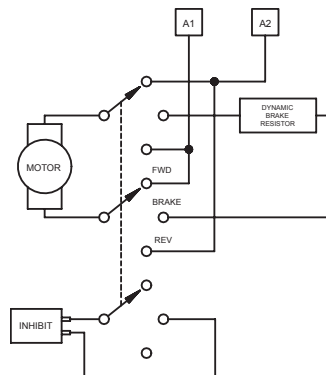 A1
A2
DYNAMIC
BRAKE
RESISTOR
MOTOR
FWD
BRAKE
REV
INHIBIT